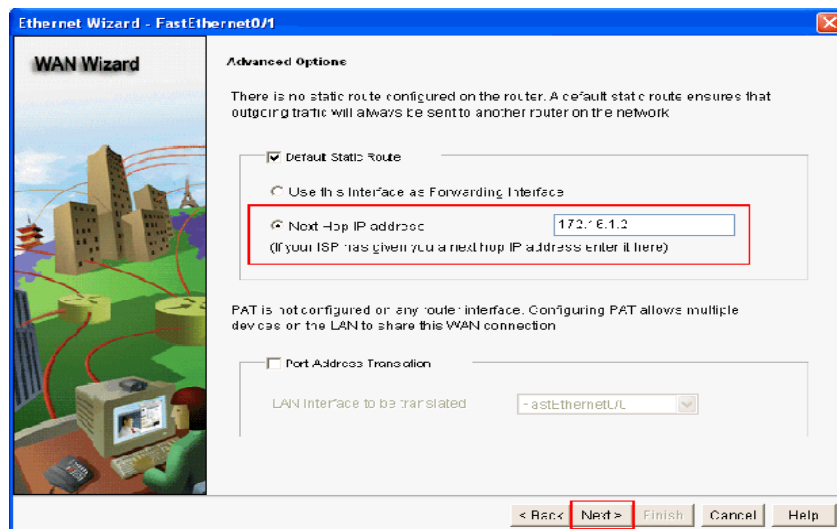 Ethernet Wizard - FastEthernet0/1
WAN Wizard
Advanced Options
There is no static route configured on the router. A default static route ensures that
outgoing traffic will always be sent to another router on the network
Default Static Route
Use this Interface as Forwarding Interface
Next Hop IP address
172.16.1.2
(If your ISP has given you a next hop IP address enter it here)
PAT is not configured on any router interface. Configuring PAT allows multiple
devices on the LAN to share this WAN connection
Port Address Translation
LAN Interface to be translated
FastEthernet0/0
< Back Next > Finish Cancel Help